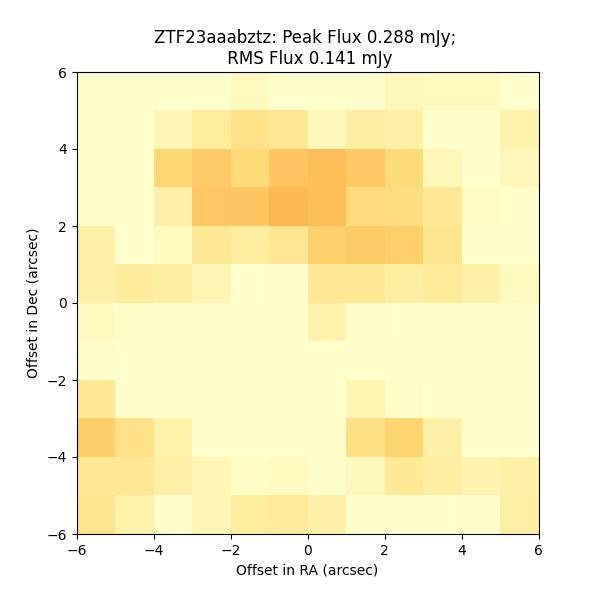 ZTF23aaabztz: Peak Flux 0.288 mJy;
RMS Flux 0.141 mJy
6
4
2
0
−2
−4
−6
Offset in Dec (arcsec)
−6 −4 −2 0 2 4 6
Offset in RA (arcsec)